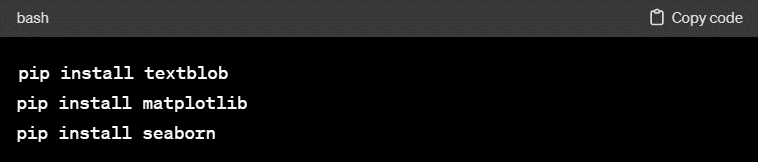 bash Copy code
pip install textblob
pip install matplotlib
pip install seaborn